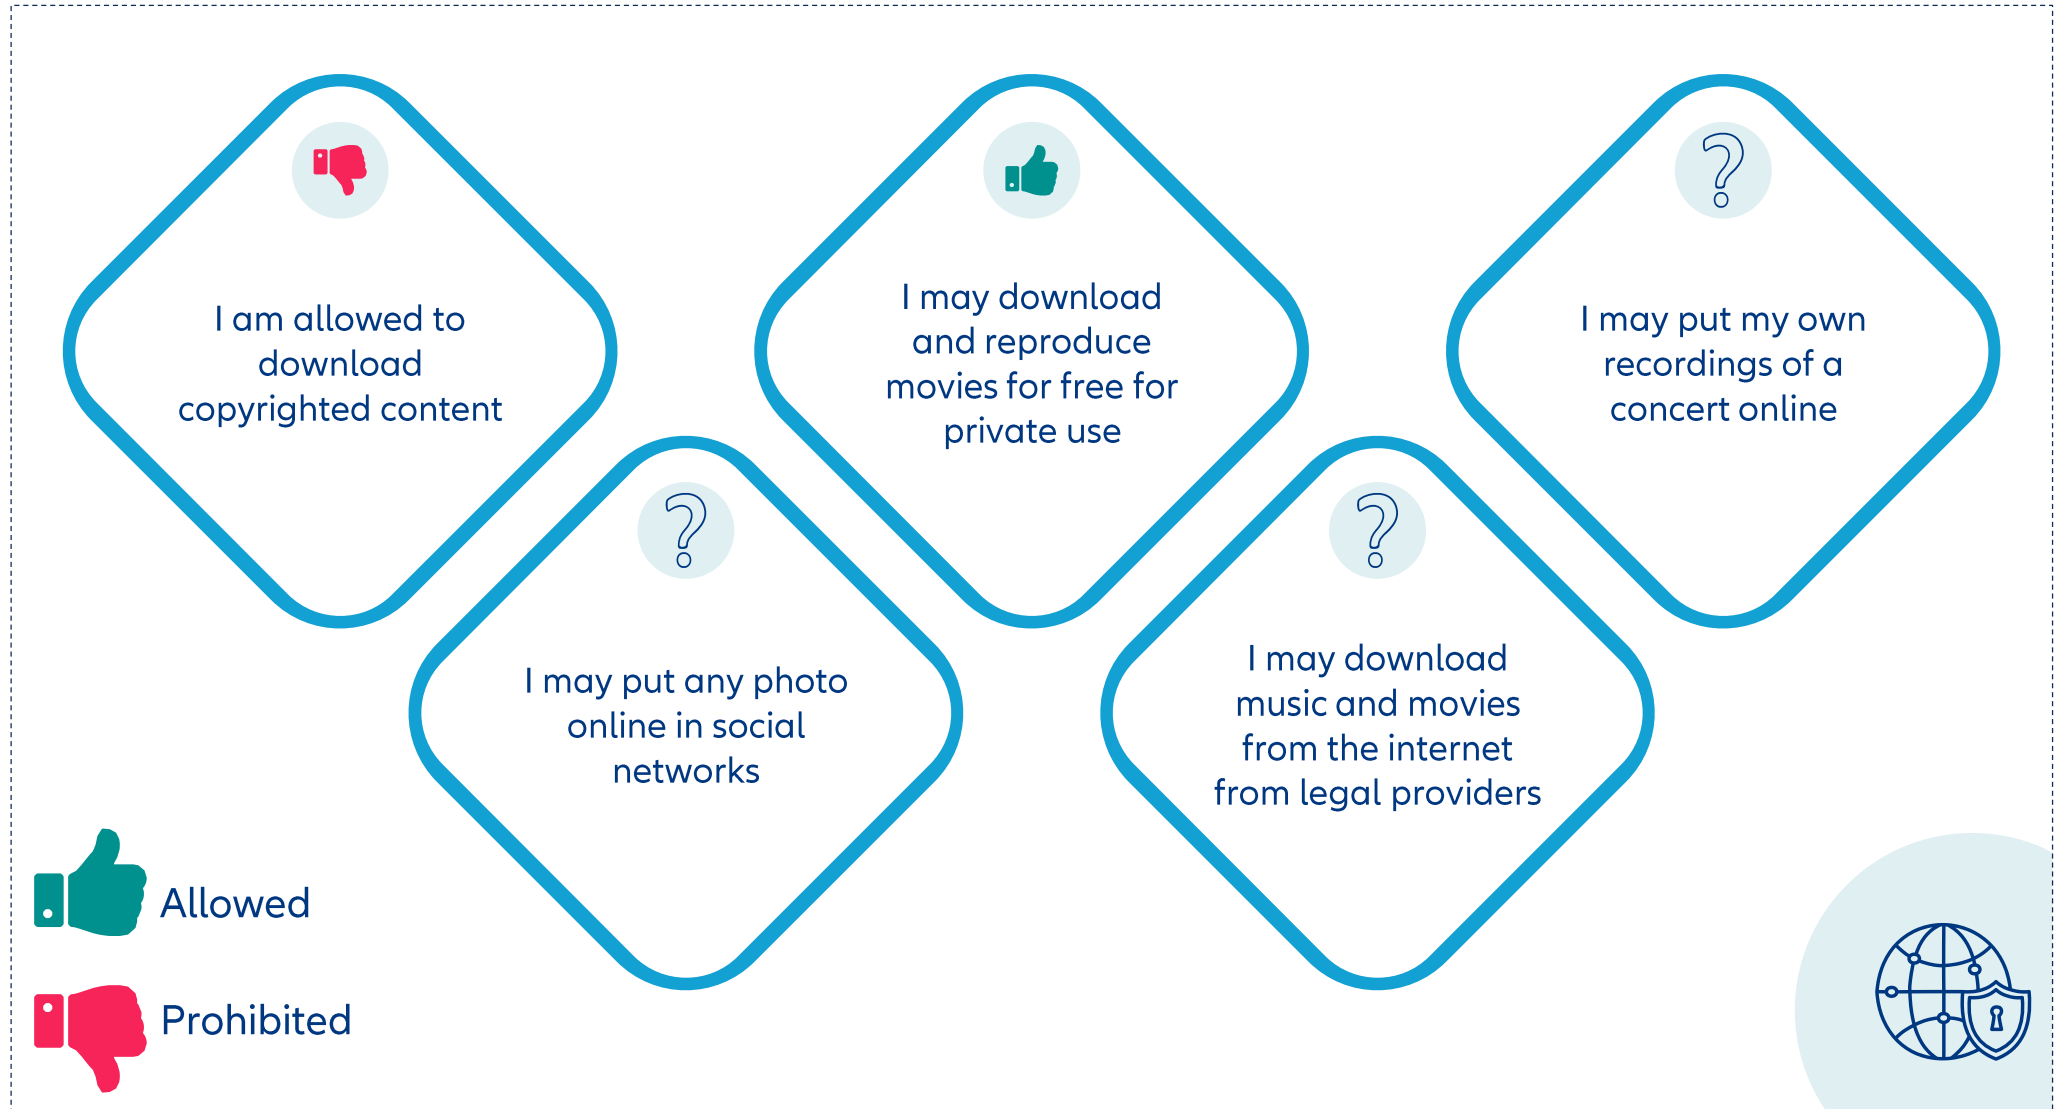 I am allowed to
download
copyrighted content
I may put any photo
online in social
networks
I may download
and reproduce
movies for free for
private use
I may download
music and movies
from the internet
from legal providers
I may put my own
recordings of a
concert online
Allowed
Prohibited